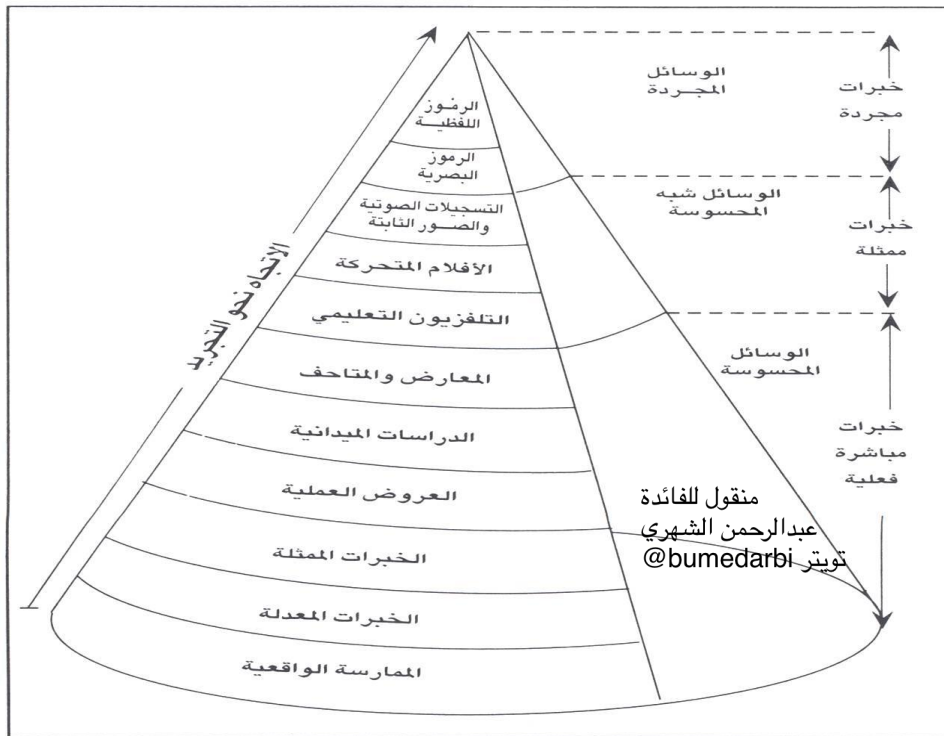 الوسائل
المجردة
خبرات
مجردة
الرموز
اللفظيـــة
الرموز
البصرية
التسجيلات الصوتية
والصـور الثابتة
الوسائل شبه
المحسوسة
خبرات
ممثلة
الأفلام المتحركة
التلفزيون التعليمي
الاتجاه نحو التجريد
الوسائل
المحسوسة
المعارض والمتاحف
خبرات
مباشرة
فعلية
الدراسات الميدانية
العروض العملية
منقول للفائدة
عبدالرحمن الشهري
تويتر @bumedarbi
الخبرات الممثلة
الخبرات المعدلة
الممارسة الواقعية